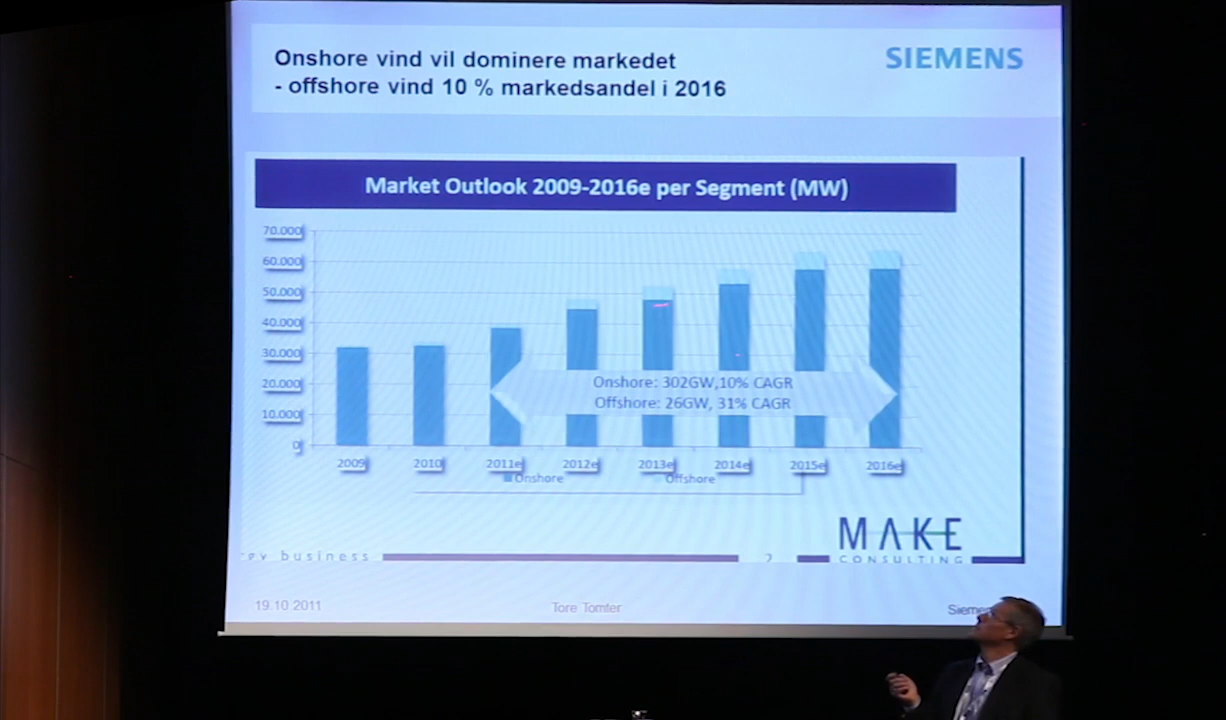 Onshore vind vil dominere markedet
- offshore vind 10 % markedsandel i 2016
SIEMENS
Market Outlook 2009-2016e per Segment (MW)
70.000
60.000
50.000
40.000
30.000
20.000
10.000
0
Onshore: 302GW,10% CAGR
Offshore: 26GW, 31% CAGR
2009 2010 2011e 2012e 2013e 2014e 2015e 2016e
Onshore Offshore
MAKE
CONSULTING
business
19.10 2011 Tore Tomter